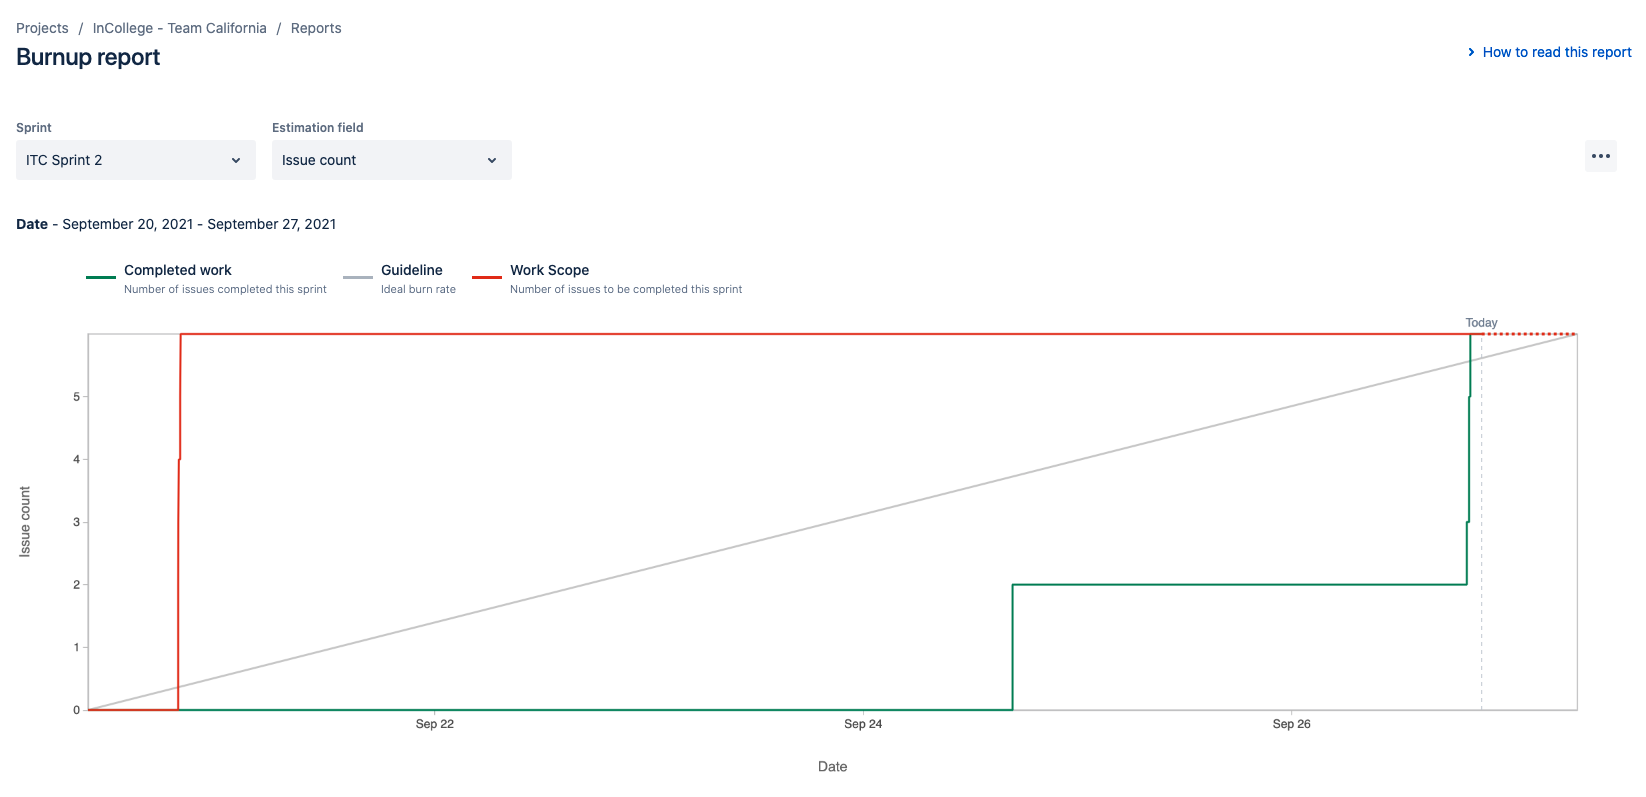 Projects / InCollege - Team California / Reports
Burnup report
How to read this report
Sprint
Estimation field
ITC Sprint 2
Issue count
Date - September 20, 2021 - September 27, 2021
Completed work
Number of issues completed this sprint
Guideline
Ideal burn rate
Work Scope
Number of issues to be completed this sprint
Today
5
4
3
2
1
0
Issue count
Sep 22
Sep 24
Sep 26
Date